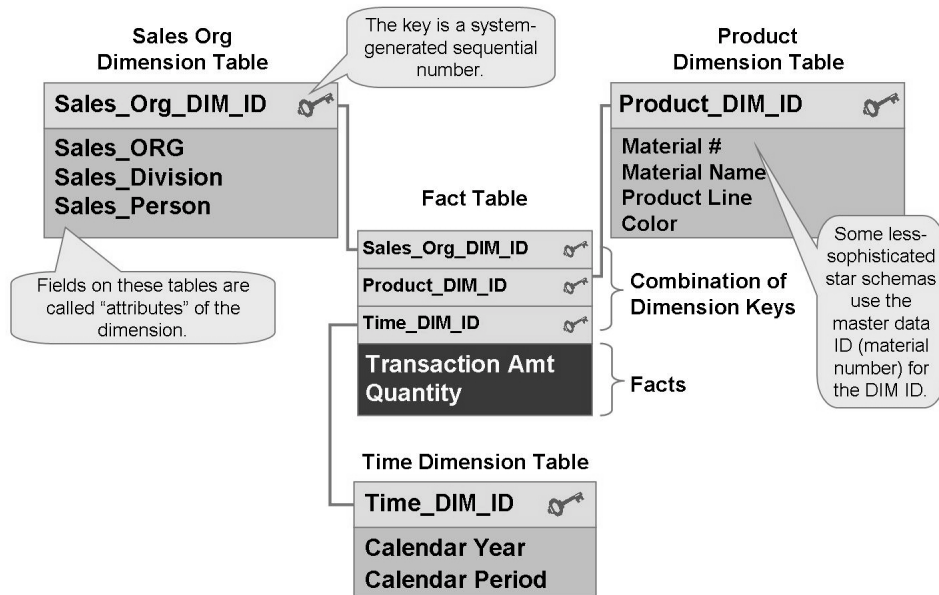 Sales Org
Dimension Table
The key is a system-
generated sequential
number.
Product
Dimension Table
Sales_Org_DIM_ID
Sales_ORG
Sales_Division
Sales_Person
Product_DIM_ID
Material #
Material Name
Product Line
Color
Fields on these tables are
called “attributes” of the
dimension.
Fact Table
Sales_Org_DIM_ID
Product_DIM_ID
Time_DIM_ID
Transaction Amt
Quantity
Combination of
Dimension Keys
Facts
Some less-
sophisticated
star schemas
use the
master data
ID (material
number) for
the DIM ID.
Time Dimension Table
Time_DIM_ID
Calendar Year
Calendar Period